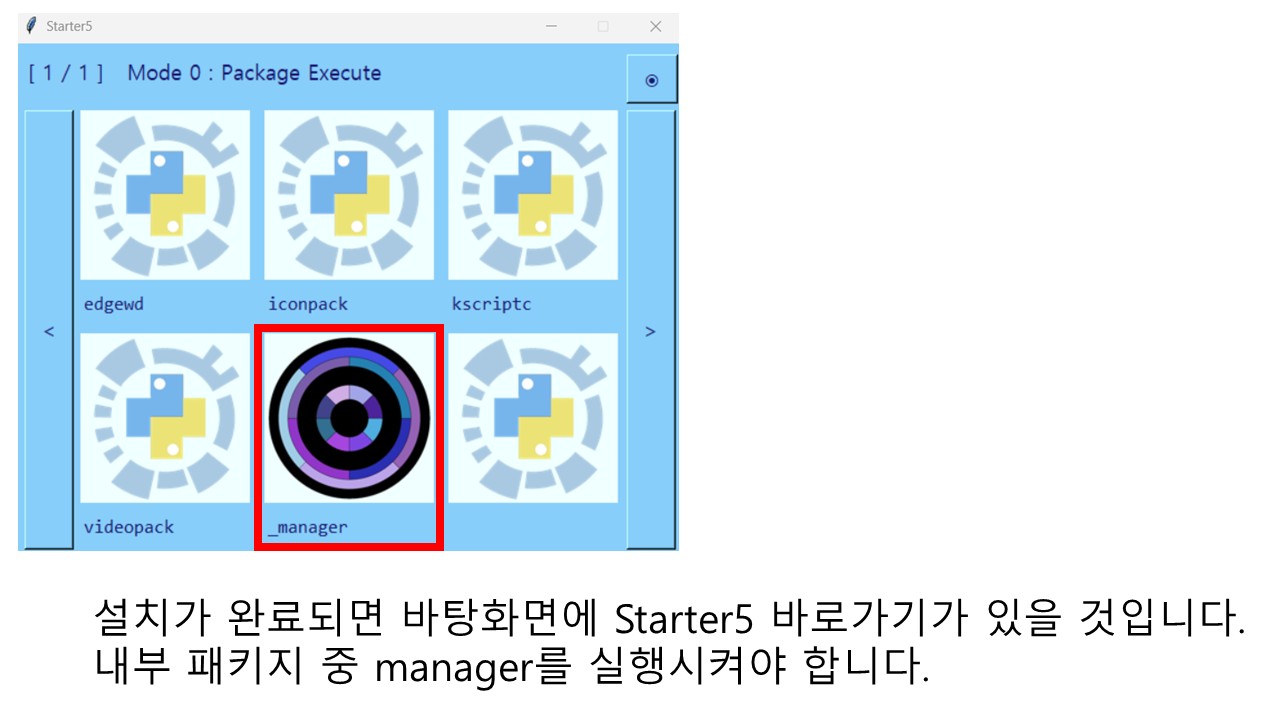 Starter5
[ 1 / 1 ] Mode 0 : Package Execute
edgewd
iconpack
kscriptc
<
>
videopack
_manager
설치가 완료되면 바탕화면에 Starter5 바로가기가 있을 것입니다.
내부 패키지 중 manager를 실행시켜야 합니다.